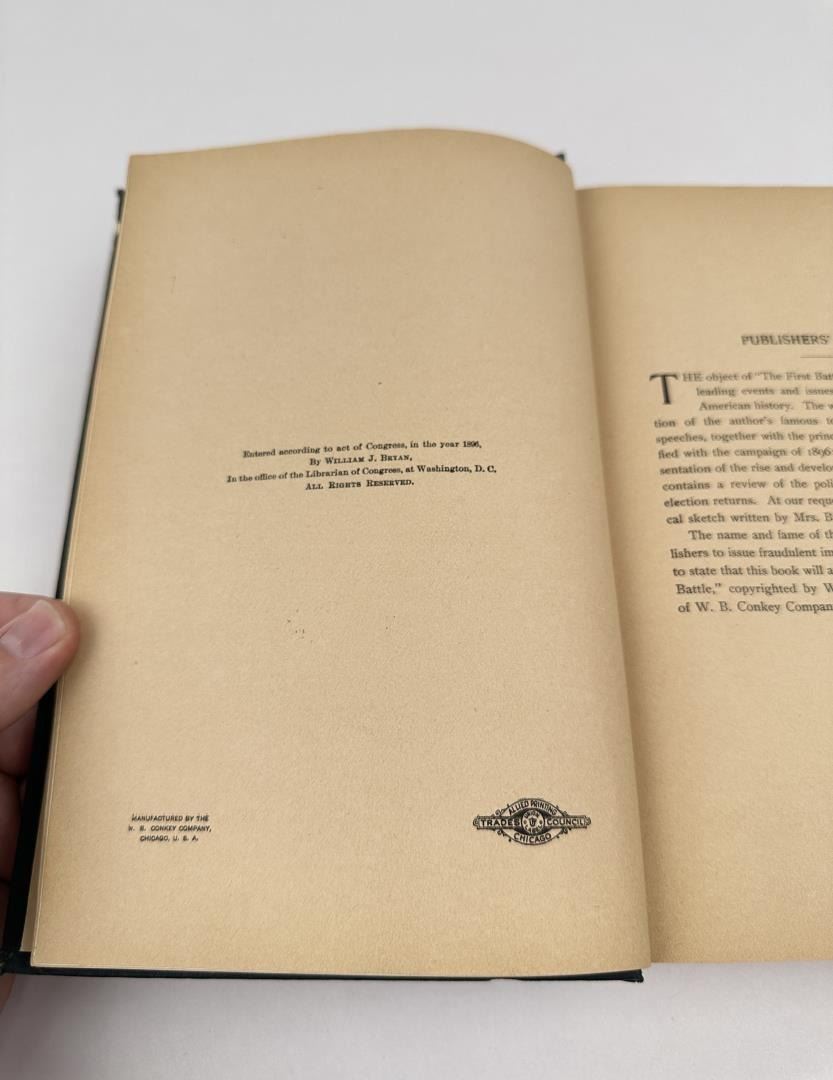 Entered according to act of Congress, in the year 1896,
By WILLIAM J. BRYAN,
In the office of the Librarian of Congress, at Washington, D. C.
ALL RIGHTS RESERVED.
MANUFACTURED BY THE
W. B. CONKEY COMPANY,
CHICAGO, U. S. A.
ALLIED PRINTING
UNION
LABEL
TRADES COUNCIL
CHICAGO
PUBLISHERS'
THE object of "The First Batt
leading events and issues
American history. The w
tion of the author's famous
speeches, together with the prin
fied with the campaign of 1896
sentation of the rise and develo
contains a review of the poli
election returns. At our requ
cal sketch written by Mrs. B
The name and fame of th
lishers to issue fraudulent im
to state that this book will a
Battle," copyrighted by W
of W. B. Conkey Compan